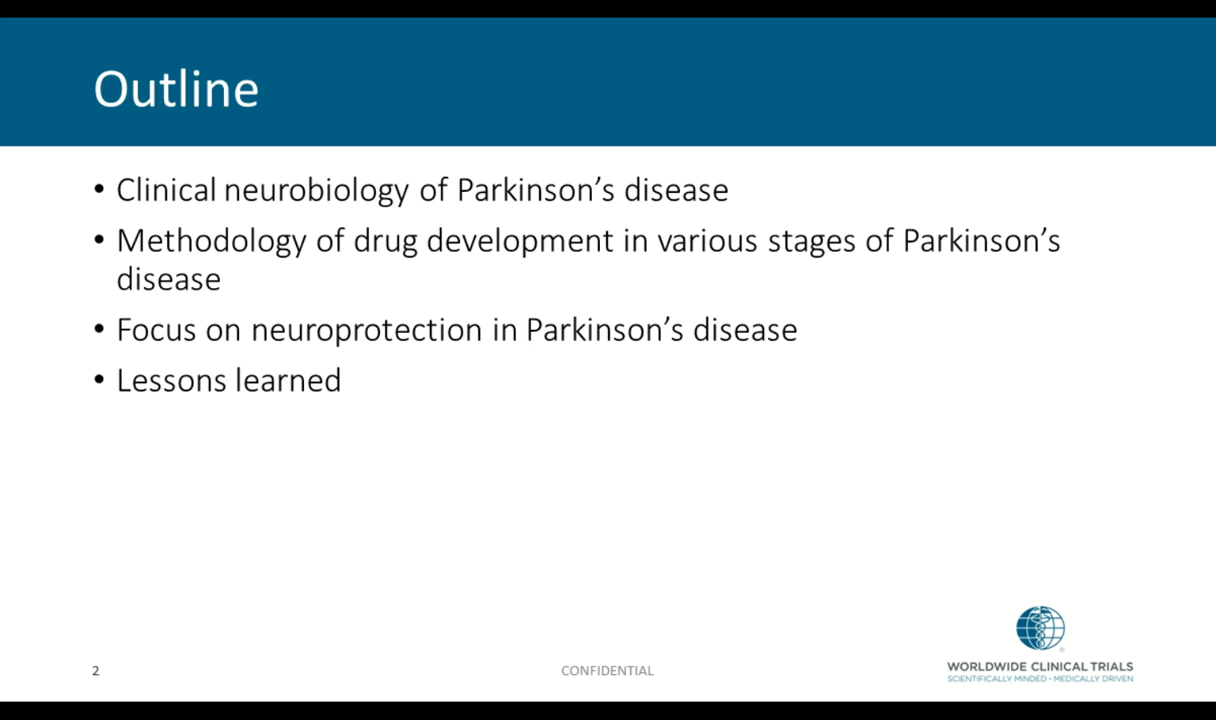 Outline
• Clinical neurobiology of Parkinson’s disease
• Methodology of drug development in various stages of Parkinson’s
disease
• Focus on neuroprotection in Parkinson’s disease
• Lessons learned
2
CONFIDENTIAL
®
WORLDWIDE CLINICAL TRIALS
SCIENTIFICALLY MINDED • MEDICALLY DRIVEN